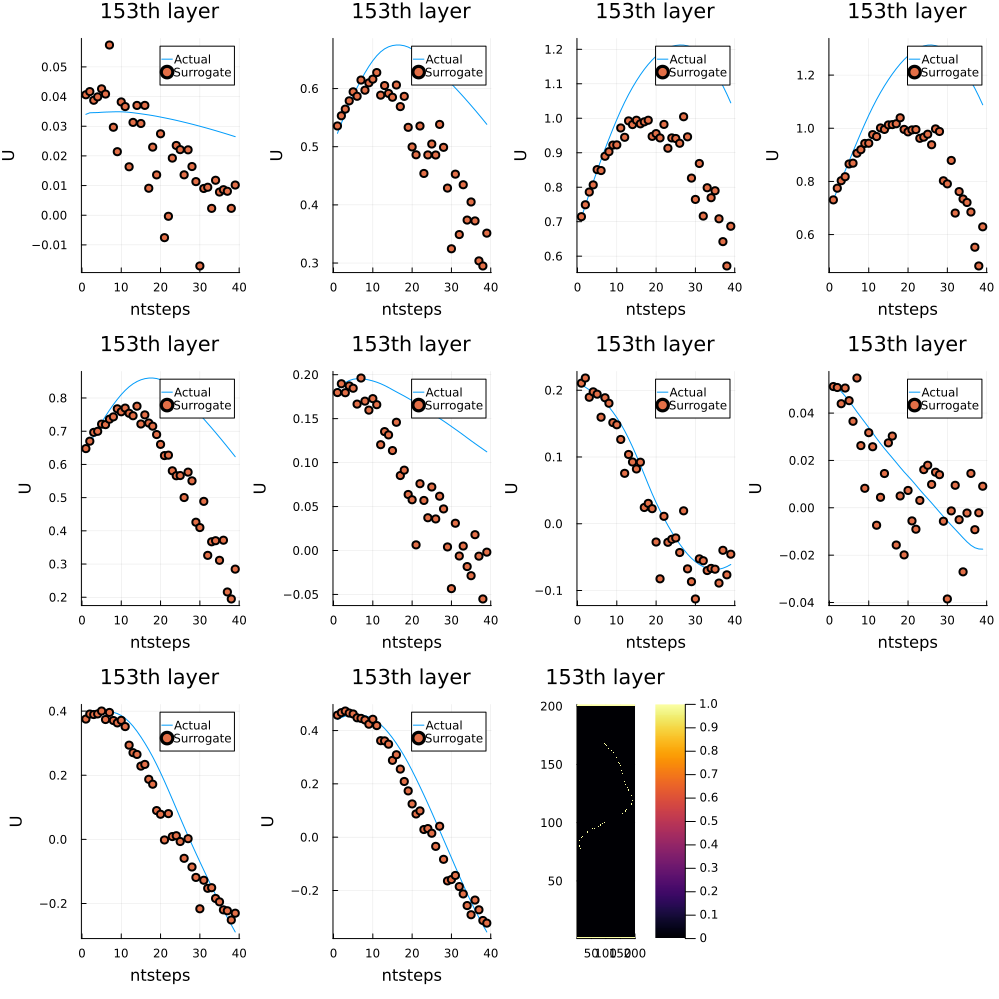 153th layer 153th layer 153th layer 153th layer
Actual Surrogate Actual Surrogate Actual Surrogate Actual Surrogate
U 0.05 0.04 0.03 0.02 0.01 0.00 −0.01
U 0.6 0.5 0.4 0.3
U 1.2 1.1 1.0 0.9 0.8 0.7 0.6
U 1.2 1.0 0.8 0.6
0 10 20 30 40 0 10 20 30 40 0 10 20 30 40 0 10 20 30 40
ntsteps ntsteps ntsteps ntsteps
153th layer 153th layer 153th layer 153th layer
Actual Surrogate Actual Surrogate Actual Surrogate Actual Surrogate
U 0.8 0.7 0.6 0.5 0.4 0.3 0.2
U 0.20 0.15 0.10 0.05 0.00 −0.05
U 0.2 0.1 0.0 −0.1
U 0.04 0.02 0.00 −0.02 −0.04
0 10 20 30 40 0 10 20 30 40 0 10 20 30 40 0 10 20 30 40
ntsteps ntsteps ntsteps ntsteps
153th layer 153th layer 153th layer
Actual Surrogate Actual Surrogate
U 0.4 0.2 0.0 −0.2
U 0.4 0.2 0.0 −0.2
200 150 100 50
1.0 0.9 0.8 0.7 0.6 0.5 0.4 0.3 0.2 0.1 0
0 10 20 30 40 0 10 20 30 40 50 100 150 200
ntsteps ntsteps